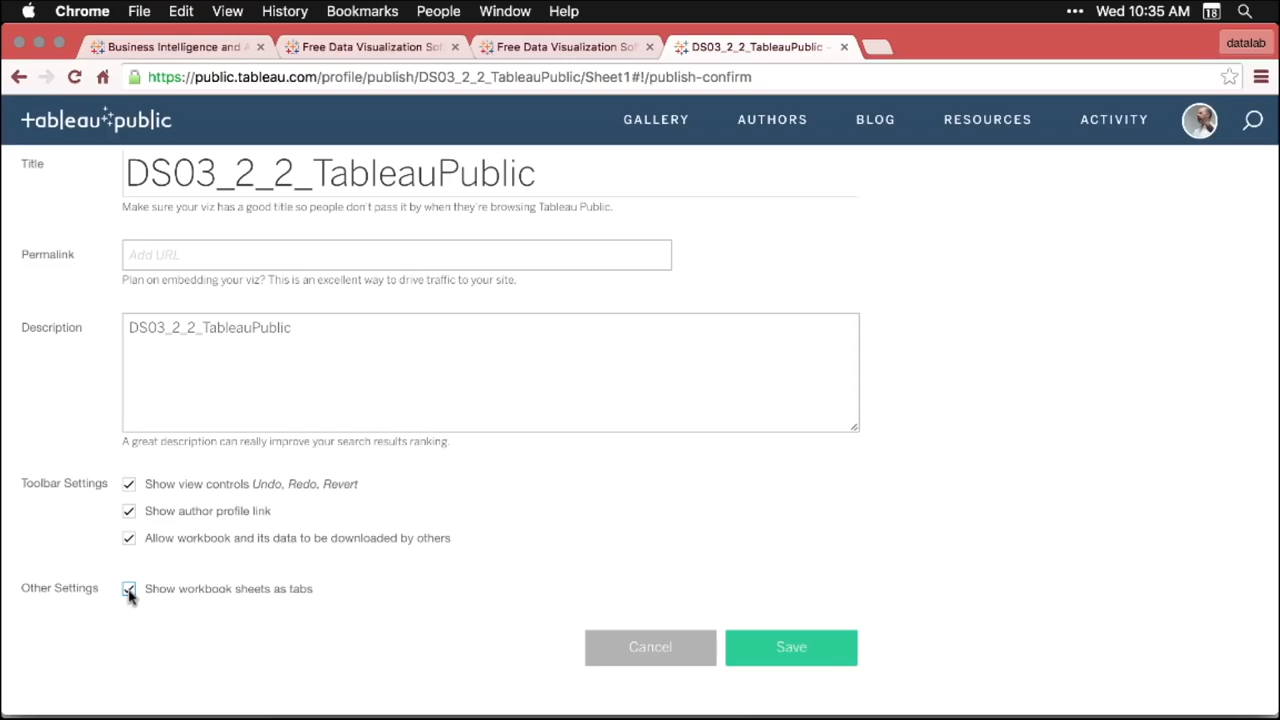 Chrome File Edit View History Bookmarks People Window Help ••• Wed 10:35 AM 18
Business Intelligence and A × Free Data Visualization Sof × Free Data Visualization Sof × DS03_2_2_TableauPublic - × datalab
https://public.tableau.com/profile/publish/DS03_2_2_TableauPublic/Sheet1#!/publish-confirm
+ableau public GALLERY AUTHORS BLOG RESOURCES ACTIVITY
Title DS03_2_2_TableauPublic
Make sure your viz has a good title so people don't pass it by when they're browsing Tableau Public.
Permalink Add URL
Plan on embedding your viz? This is an excellent way to drive traffic to your site.
Description DS03_2_2_TableauPublic
A great description can really improve your search results ranking.
Toolbar Settings Show view controls Undo, Redo, Revert
Show author profile link
Allow workbook and its data to be downloaded by others
Other Settings Show workbook sheets as tabs
Cancel Save